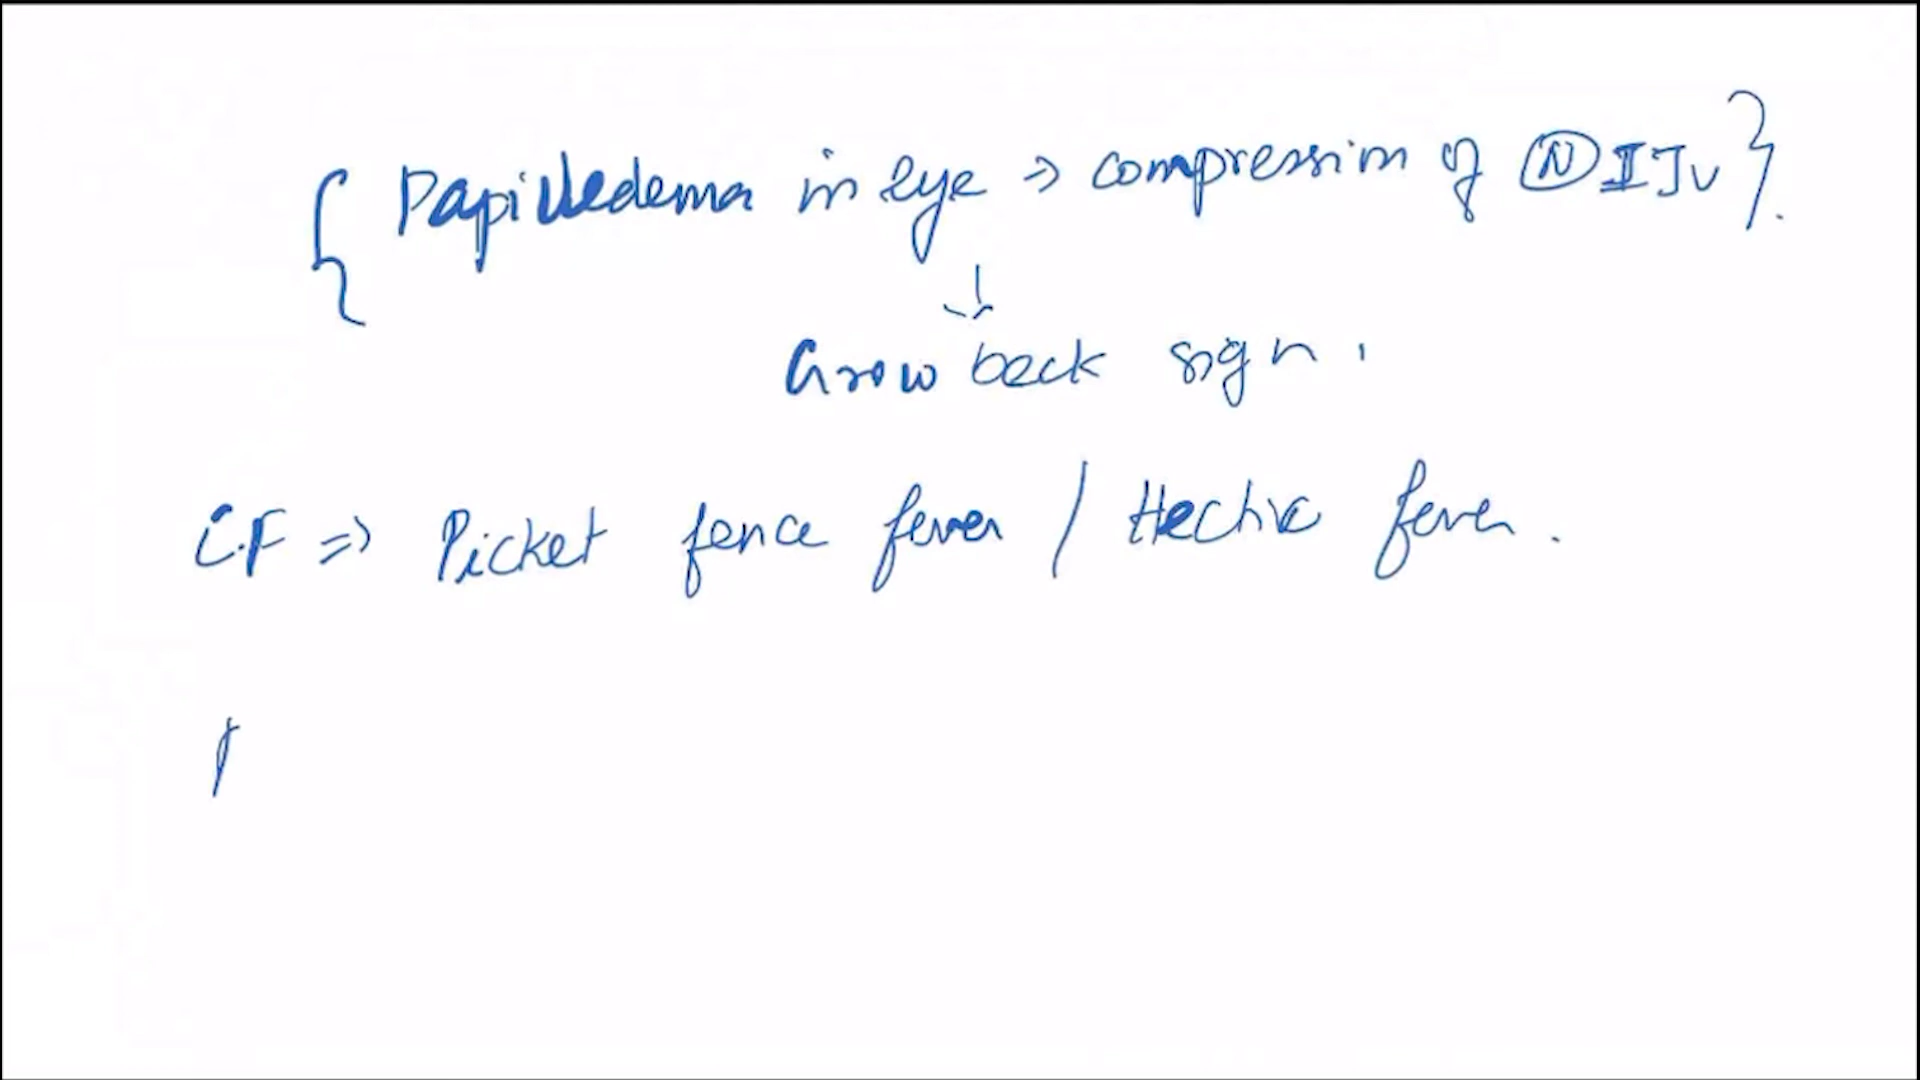 { Papilledema in eye → compression of Ⓝ IJV }.
↓
Crow beck sign.
C.F ⇒ Picket fence fever / Hectic fever.